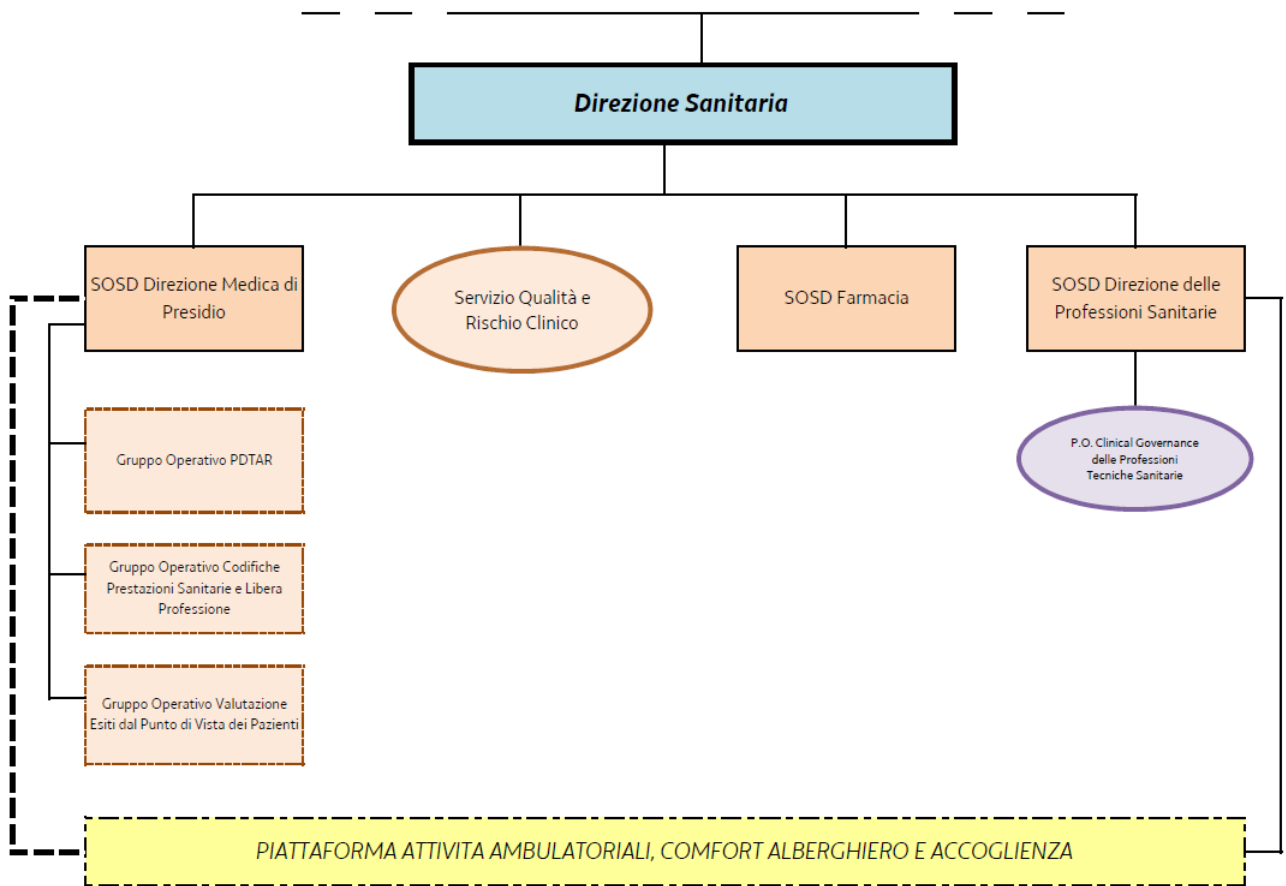 Direzione Sanitaria
SOSD Direzione Medica di
Presidio
Servizio Qualità e
Rischio Clinico
SOSD Farmacia
SOSD Direzione delle
Professioni Sanitarie
Gruppo Operativo PDTAR
P.O. Clinical Governance
delle Professioni
Tecniche Sanitarie
Gruppo Operativo Codifiche
Prestazioni Sanitarie e Libera
Professione
Gruppo Operativo Valutazione
Esiti dal Punto di Vista dei Pazienti
PIATTAFORMA ATTIVITA AMBULATORIALI, COMFORT ALBERGHIERO E ACCOGLIENZA